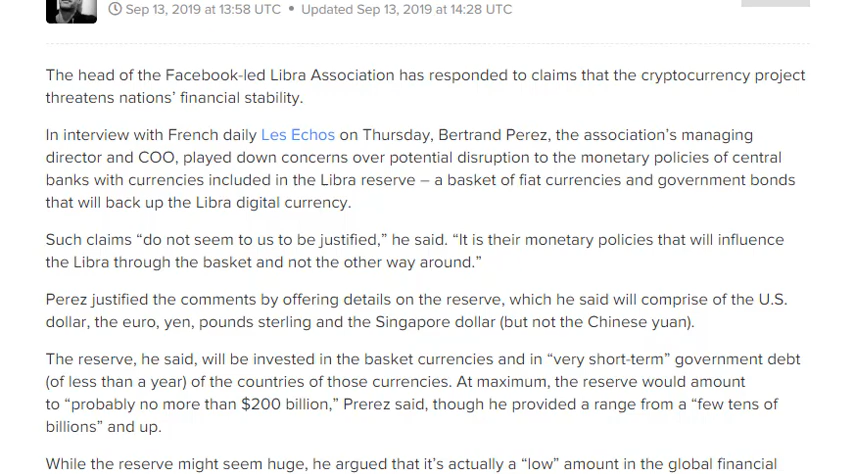 Sep 13, 2019 at 13:58 UTC • Updated Sep 13, 2019 at 14:28 UTC
The head of the Facebook-led Libra Association has responded to claims that the cryptocurrency project
threatens nations’ financial stability.
In interview with French daily Les Echos on Thursday, Bertrand Perez, the association’s managing
director and COO, played down concerns over potential disruption to the monetary policies of central
banks with currencies included in the Libra reserve – a basket of fiat currencies and government bonds
that will back up the Libra digital currency.
Such claims “do not seem to us to be justified,” he said. “It is their monetary policies that will influence
the Libra through the basket and not the other way around.”
Perez justified the comments by offering details on the reserve, which he said will comprise of the U.S.
dollar, the euro, yen, pounds sterling and the Singapore dollar (but not the Chinese yuan).
The reserve, he said, will be invested in the basket currencies and in “very short-term” government debt
(of less than a year) of the countries of those currencies. At maximum, the reserve would amount
to “probably no more than $200 billion,” Prerez said, though he provided a range from a “few tens of
billions” and up.
While the reserve might seem huge, he argued that it’s actually a “low” amount in the global financial